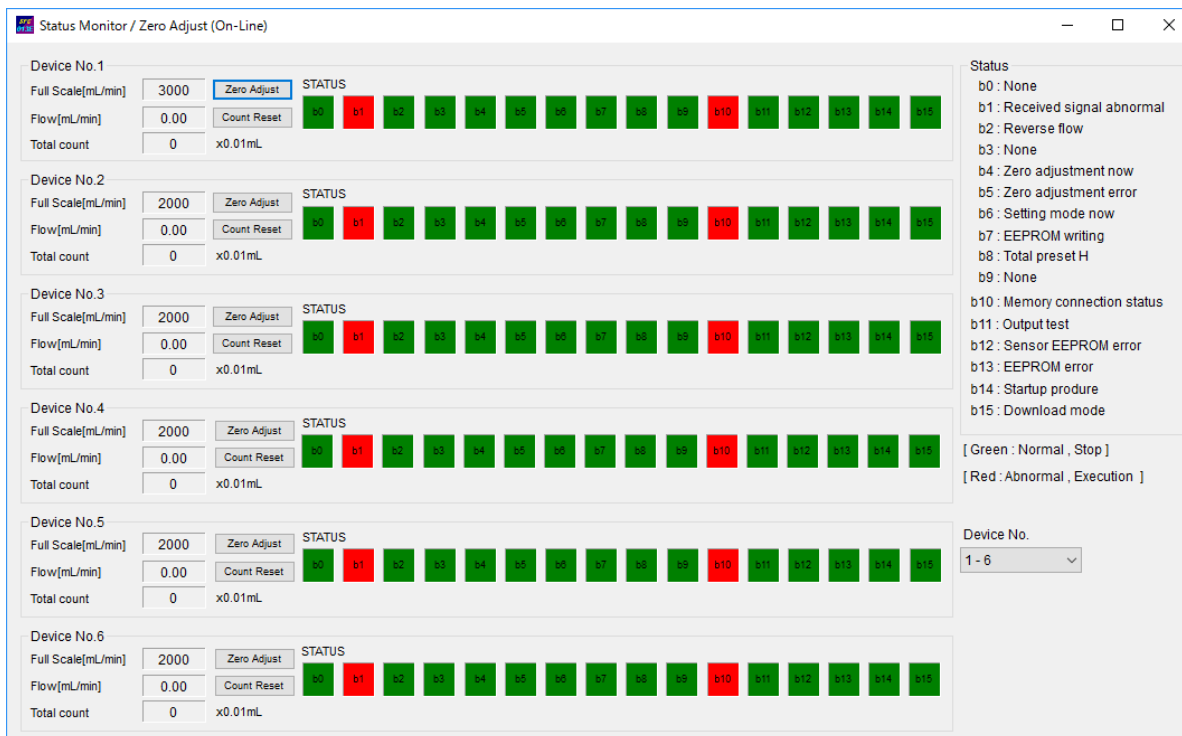 Status Monitor / Zero Adjust (On-Line)
Device No.1
Full Scale[mL/min] 3000 Zero Adjust STATUS
b0 b1 b2 b3 b4 b5 b6 b7 b8 b9 b10 b11 b12 b13 b14 b15
Flow[mL/min] 0.00 Count Reset
Total count 0 x0.01mL
Device No.2
Full Scale[mL/min] 2000 Zero Adjust STATUS
b0 b1 b2 b3 b4 b5 b6 b7 b8 b9 b10 b11 b12 b13 b14 b15
Flow[mL/min] 0.00 Count Reset
Total count 0 x0.01mL
Device No.3
Full Scale[mL/min] 2000 Zero Adjust STATUS
b0 b1 b2 b3 b4 b5 b6 b7 b8 b9 b10 b11 b12 b13 b14 b15
Flow[mL/min] 0.00 Count Reset
Total count 0 x0.01mL
Device No.4
Full Scale[mL/min] 2000 Zero Adjust STATUS
b0 b1 b2 b3 b4 b5 b6 b7 b8 b9 b10 b11 b12 b13 b14 b15
Flow[mL/min] 0.00 Count Reset
Total count 0 x0.01mL
Device No.5
Full Scale[mL/min] 2000 Zero Adjust STATUS
b0 b1 b2 b3 b4 b5 b6 b7 b8 b9 b10 b11 b12 b13 b14 b15
Flow[mL/min] 0.00 Count Reset
Total count 0 x0.01mL
Device No.6
Full Scale[mL/min] 2000 Zero Adjust STATUS
b0 b1 b2 b3 b4 b5 b6 b7 b8 b9 b10 b11 b12 b13 b14 b15
Flow[mL/min] 0.00 Count Reset
Total count 0 x0.01mL
Status
b0 : None
b1 : Received signal abnormal
b2 : Reverse flow
b3 : None
b4 : Zero adjustment now
b5 : Zero adjustment error
b6 : Setting mode now
b7 : EEPROM writing
b8 : Total preset H
b9 : None
b10 : Memory connection status
b11 : Output test
b12 : Sensor EEPROM error
b13 : EEPROM error
b14 : Startup produre
b15 : Download mode
[ Green : Normal , Stop ]
[ Red : Abnormal , Execution ]
Device No.
1 - 6